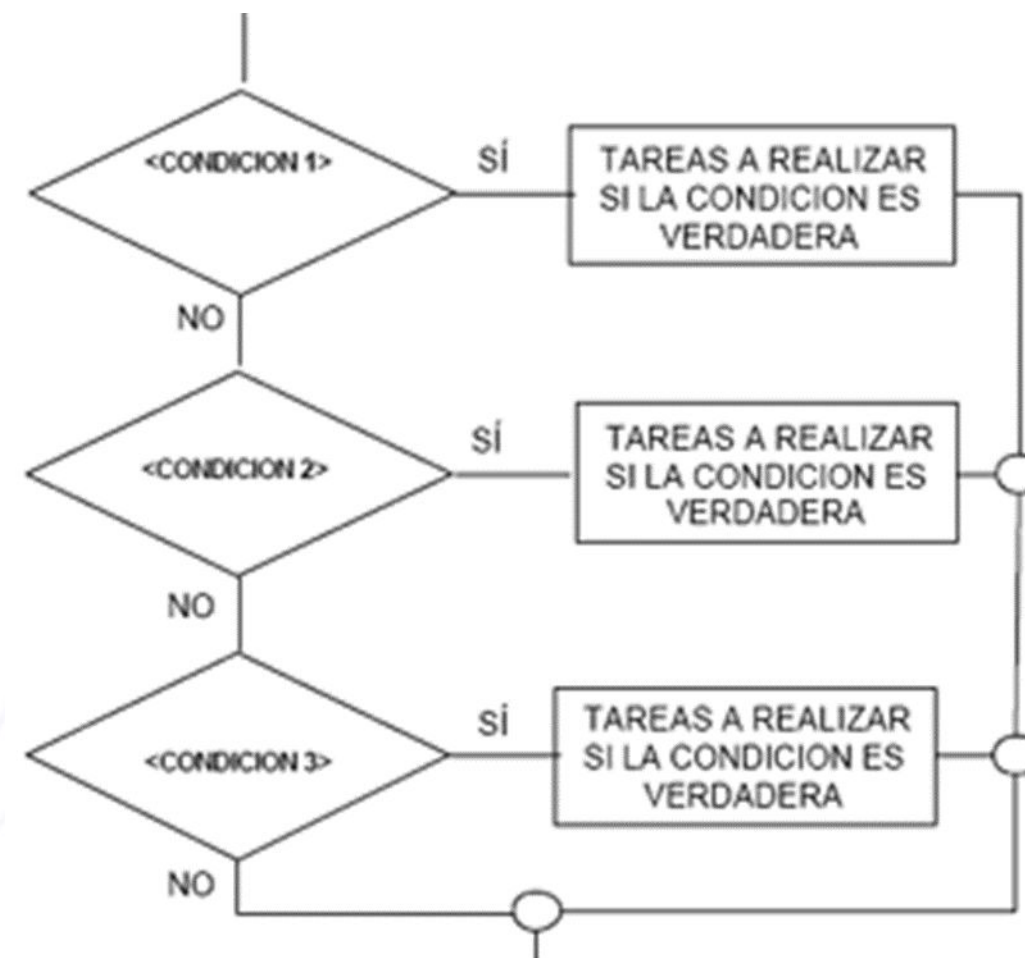 <CONDICION 1>
SÍ
TAREAS A REALIZAR
SI LA CONDICION ES
VERDADERA
NO
<CONDICION 2>
SÍ
TAREAS A REALIZAR
SI LA CONDICION ES
VERDADERA
NO
<CONDICION 3>
SÍ
TAREAS A REALIZAR
SI LA CONDICION ES
VERDADERA
NO